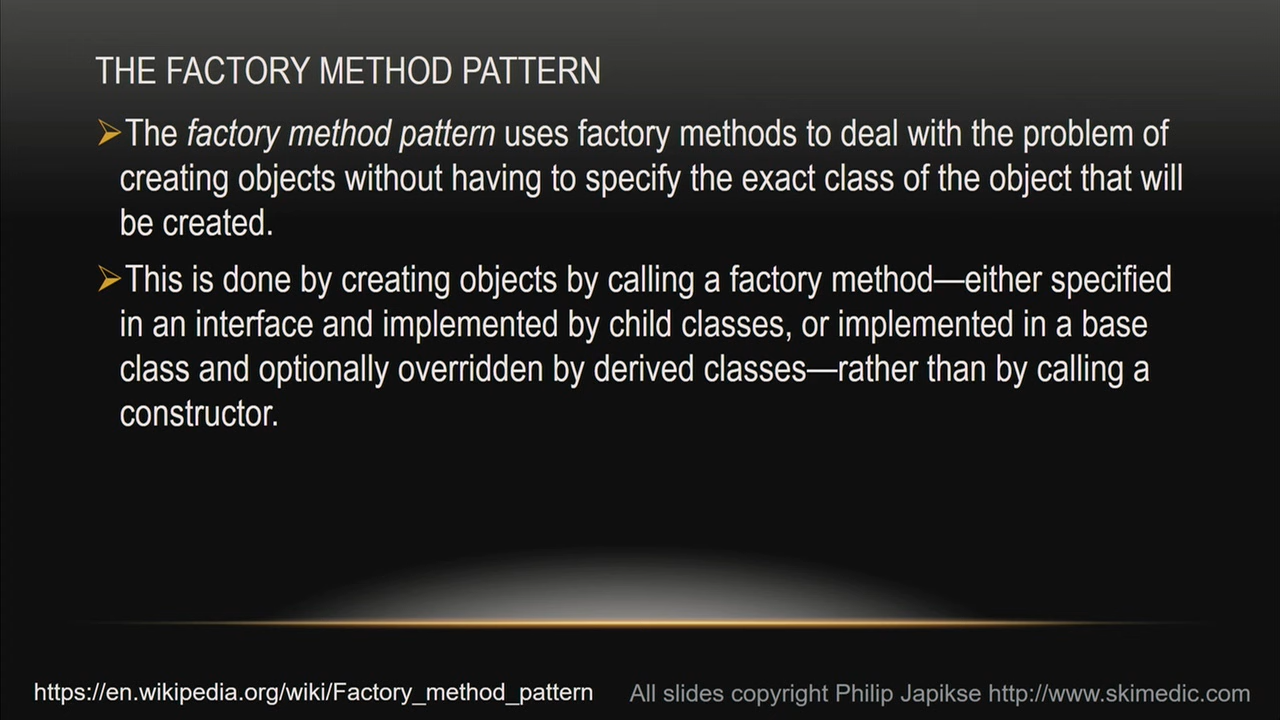 THE FACTORY METHOD PATTERN
The factory method pattern uses factory methods to deal with the problem of
creating objects without having to specify the exact class of the object that will
be created.
This is done by creating objects by calling a factory method—either specified
in an interface and implemented by child classes, or implemented in a base
class and optionally overridden by derived classes—rather than by calling a
constructor.
https://en.wikipedia.org/wiki/Factory_method_pattern
All slides copyright Philip Japikse http://www.skimedic.com